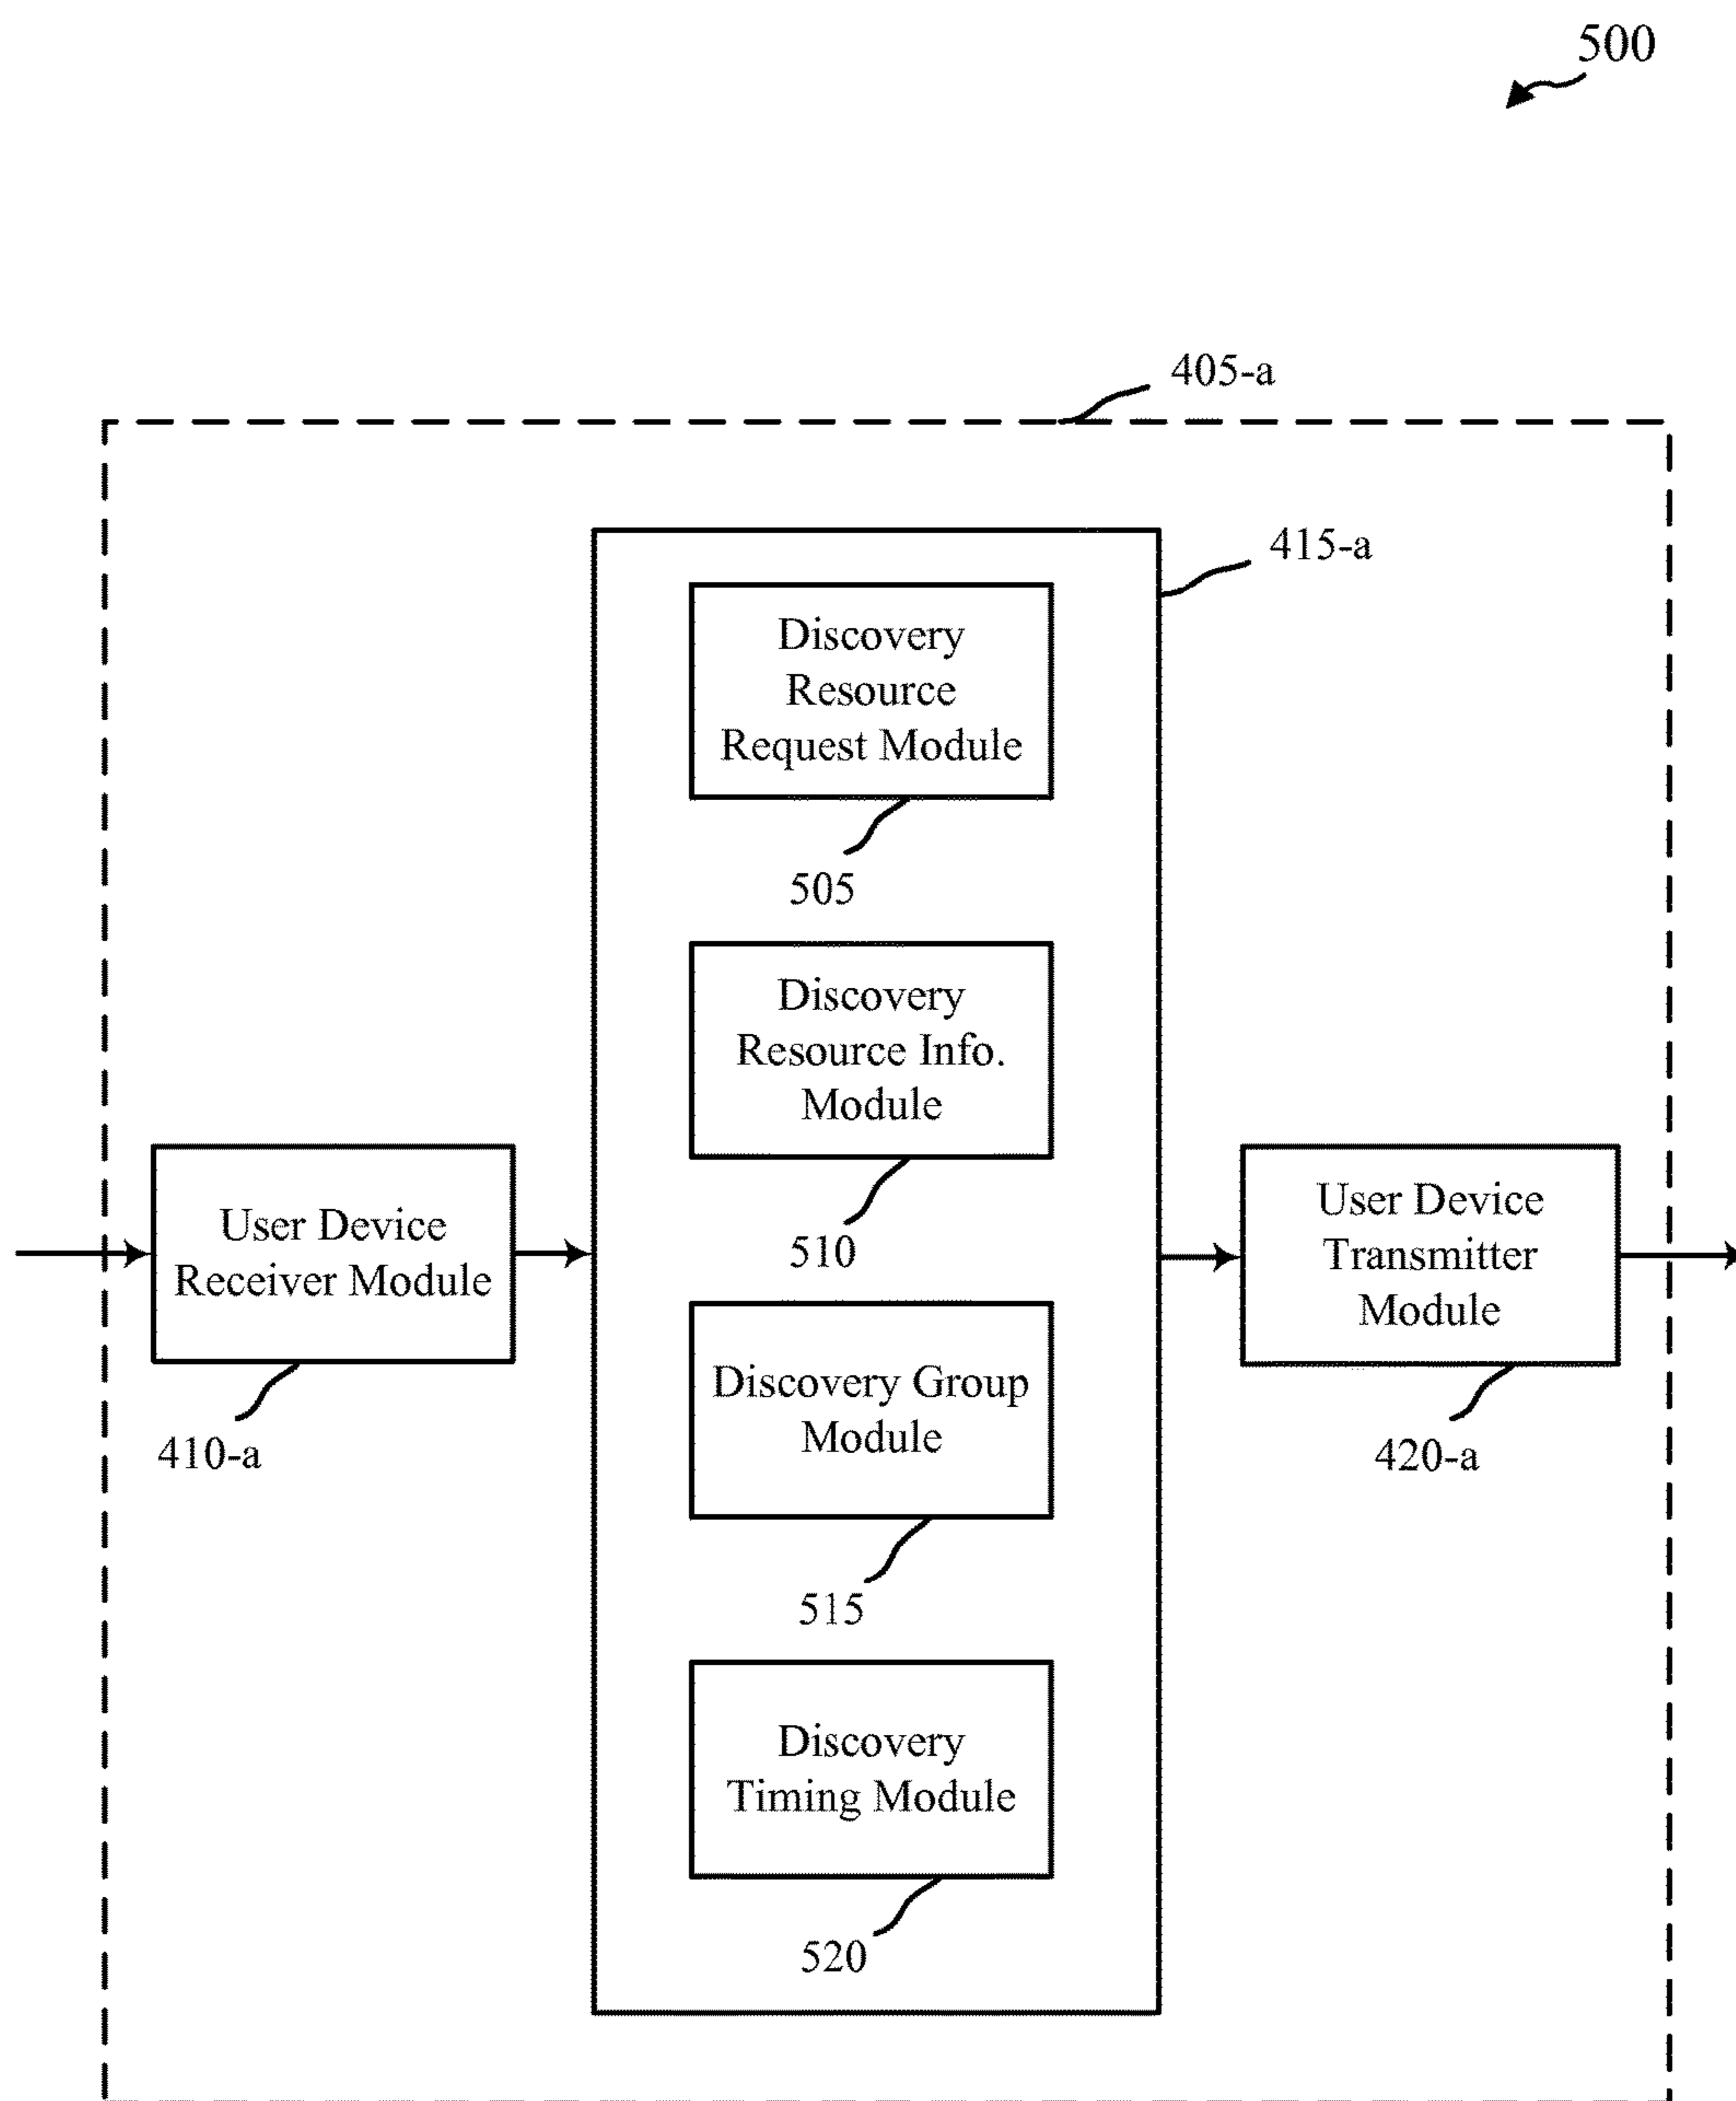 500
405-a
415-a
Discovery
Resource
Request Module
505
Discovery
Resource Info.
Module
510
User Device
Receiver Module
410-a
User Device
Transmitter
Module
420-a
Discovery Group
Module
515
Discovery
Timing Module
520